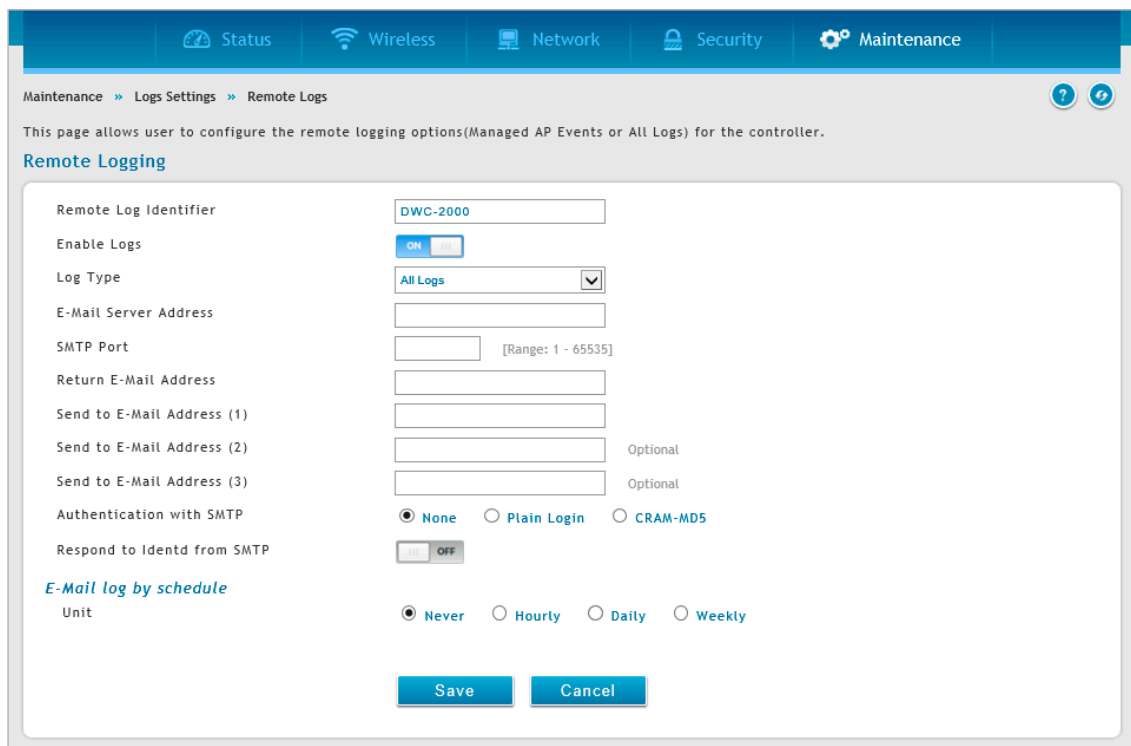 Status Wireless Network Security Maintenance
Maintenance » Logs Settings » Remote Logs
This page allows user to configure the remote logging options(Managed AP Events or All Logs) for the controller.
Remote Logging
Remote Log Identifier DWC-2000
Enable Logs ON
Log Type All Logs
E-Mail Server Address
SMTP Port [Range: 1 - 65535]
Return E-Mail Address
Send to E-Mail Address (1)
Send to E-Mail Address (2) Optional
Send to E-Mail Address (3) Optional
Authentication with SMTP None Plain Login CRAM-MD5
Respond to Identd from SMTP OFF
E-Mail log by schedule
Unit Never Hourly Daily Weekly
Save Cancel